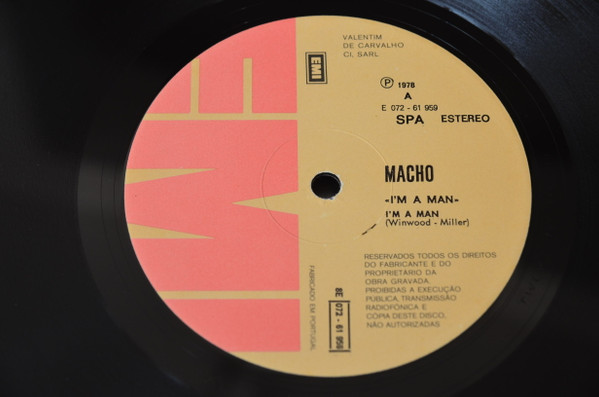 EMI
VALENTIM
DE CARVALHO
CI, SARL
EMI
Ⓟ 1978
A
E 072 - 61 959
SPA ESTEREO
MACHO
«I'M A MAN»
I'M A MAN
(Winwood - Miller)
RESERVADOS TODOS OS DIREITOS
DO FABRICANTE E DO
PROPRIETÁRIO DA
OBRA GRAVADA.
PROIBIDAS A EXECUÇÃO
PÚBLICA, TRANSMISSÃO
RADIOFÓNICA E
CÓPIA DESTE DISCO,
NÃO AUTORIZADAS
FABRICADO EM PORTUGAL
8E 072 - 61 959